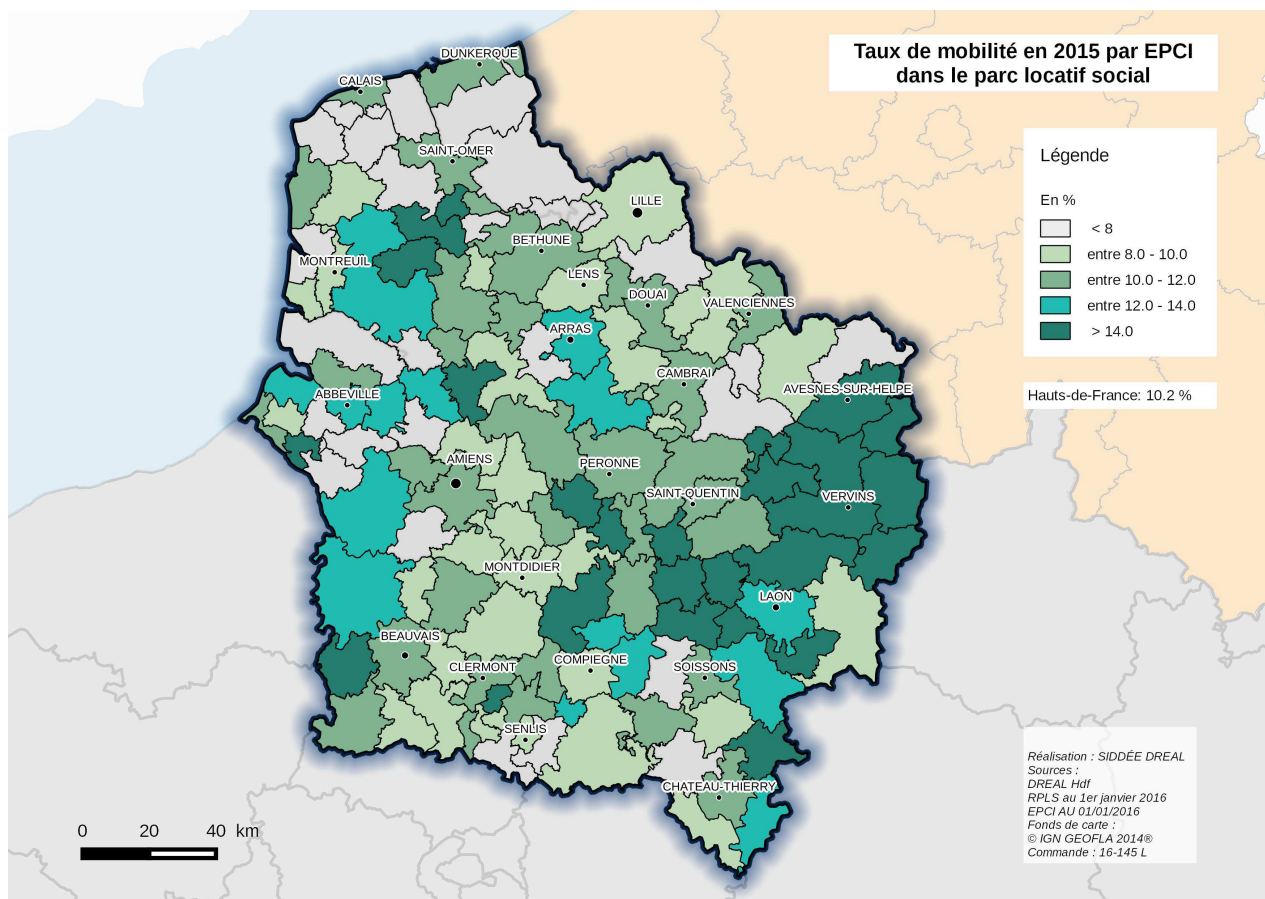 Taux de mobilité en 2015 par EPCI
dans le parc locatif social
Légende
En %
< 8
entre 8.0 - 10.0
entre 10.0 - 12.0
entre 12.0 - 14.0
> 14.0
Hauts-de-France: 10.2 %
DUNKERQUE
CALAIS
SAINT-OMER
LILLE
BETHUNE
MONTREUIL
LENS
DOUAI
VALENCIENNES
ARRAS
CAMBRAI
AVESNES-SUR-HELPE
ABBEVILLE
AMIENS
PERONNE
SAINT-QUENTIN
VERVINS
MONTDIDIER
LAON
BEAUVAIS
CLERMONT
COMPIEGNE
SOISSONS
SENLIS
CHATEAU-THIERRY
Réalisation : SIDDÉE DREAL
Sources :
DREAL Hdf
RPLS au 1er janvier 2016
EPCI AU 01/01/2016
Fonds de carte :
© IGN GEOFLA 2014®
Commande : 16-145 L
0 20 40 km